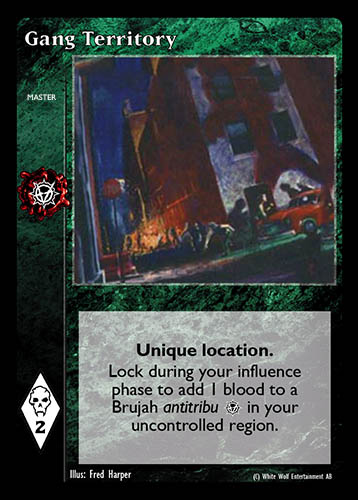 Gang Territory
MASTER
Unique location.
Lock during your influence
phase to add 1 blood to a
Brujah antitribu in your
uncontrolled region.
2
Illus: Fred Harper
(C) White Wolf Entertainment AB